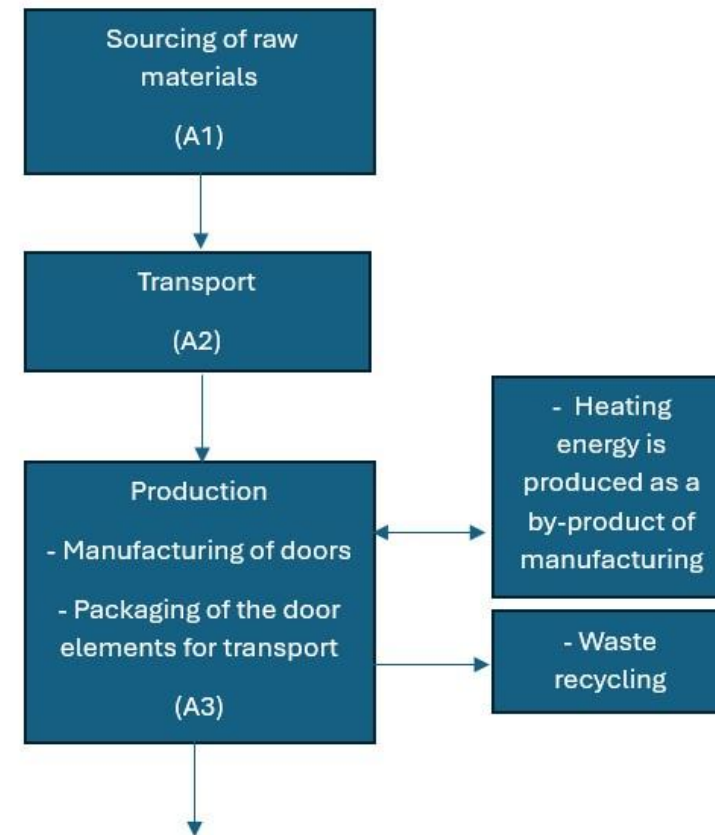 Sourcing of raw
materials
(A1)
Transport
(A2)
Production
- Manufacturing of doors
- Packaging of the door
elements for transport
(A3)
- Heating
energy is
produced as a
by-product of
manufacturing
- Waste
recycling